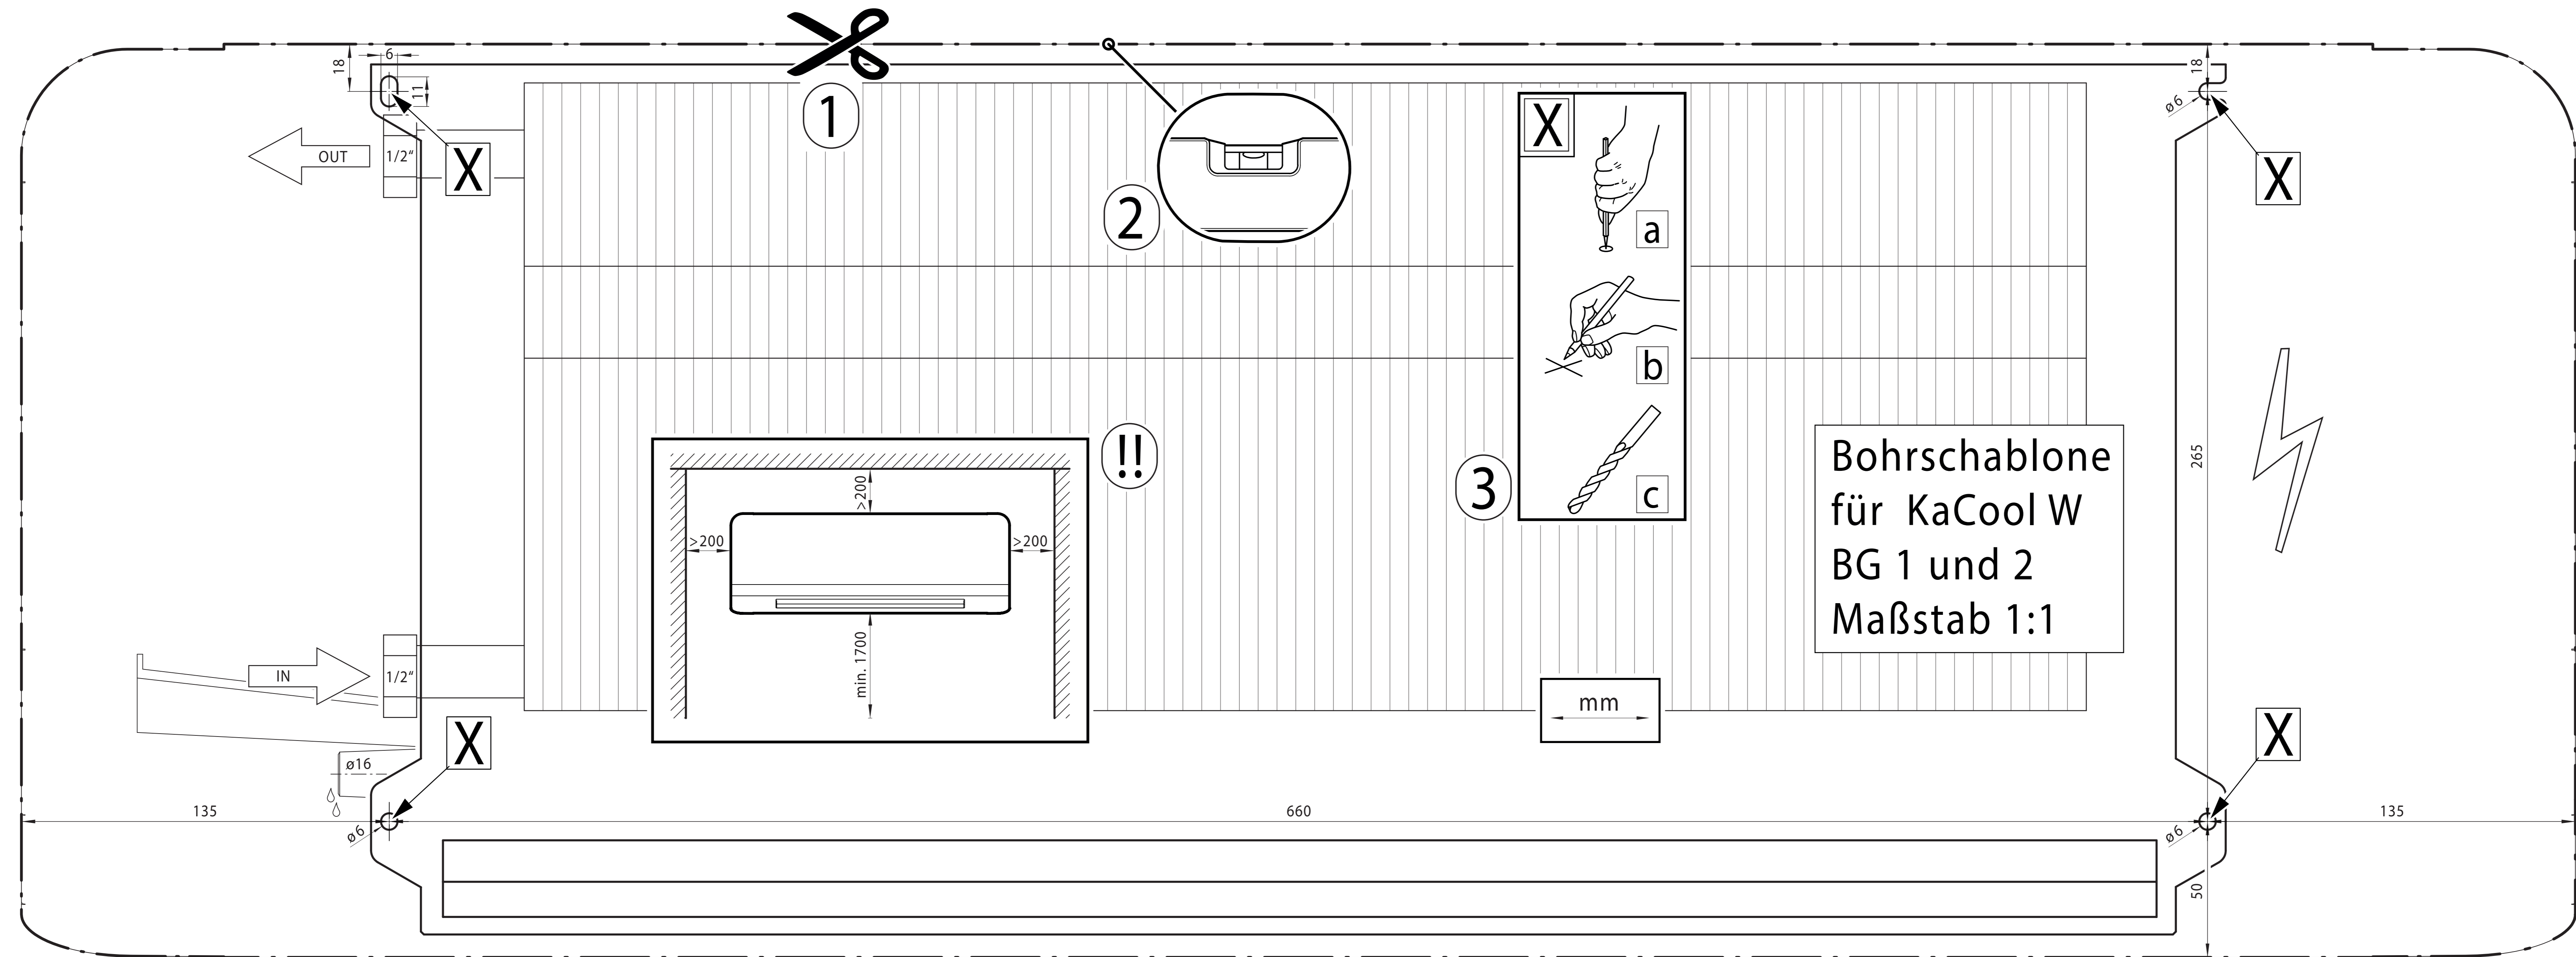 6
18
11
18
ø6
1
OUT
1/2“
X
2
X
a
b
c
3
X
!!
>200
>200
>200
min. 1700
Bohrschablone
für KaCool W
BG 1 und 2
Maßstab 1:1
265
IN
1/2“
mm
X
X
ø16
135
660
135
ø6
ø6
50